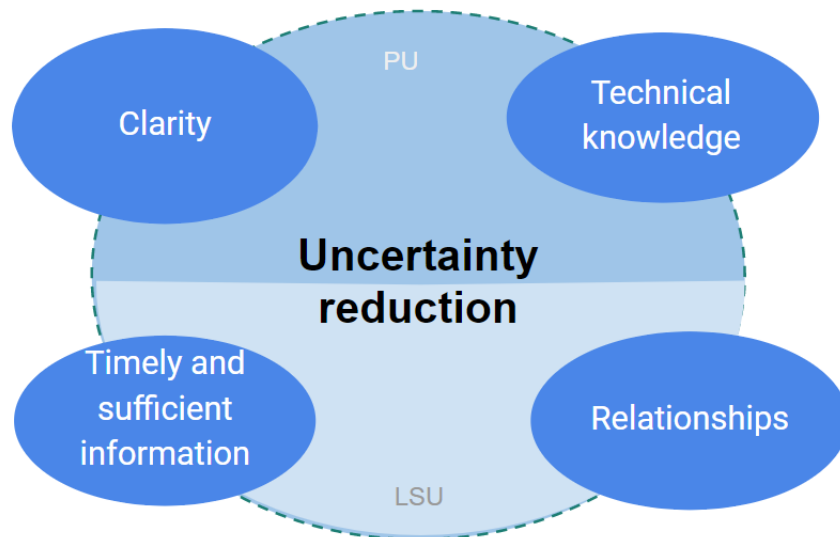 PU
Clarity
Technical
knowledge
Uncertainty
reduction
Timely and
sufficient
information
Relationships
LSU